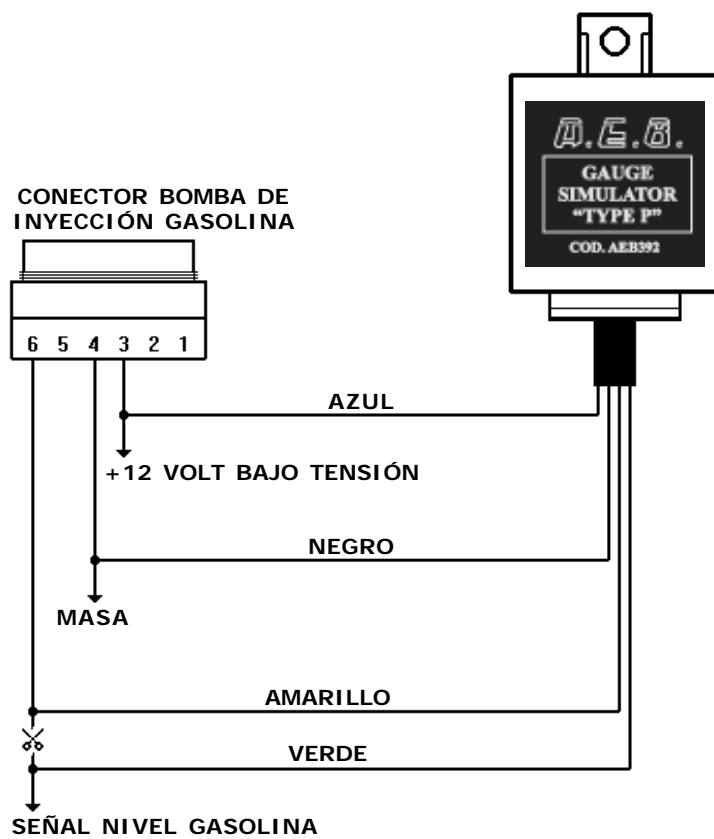 A.E.B.
GAUGE
SIMULATOR
"TYPE P"
COD. AEB392
CONECTOR BOMBA DE
INYECCIÓN GASOLINA
6 5 4 3 2 1
AZUL
+12 VOLT BAJO TENSIÓN
NEGRO
MASA
AMARILLO
VERDE
SEÑAL NIVEL GASOLINA